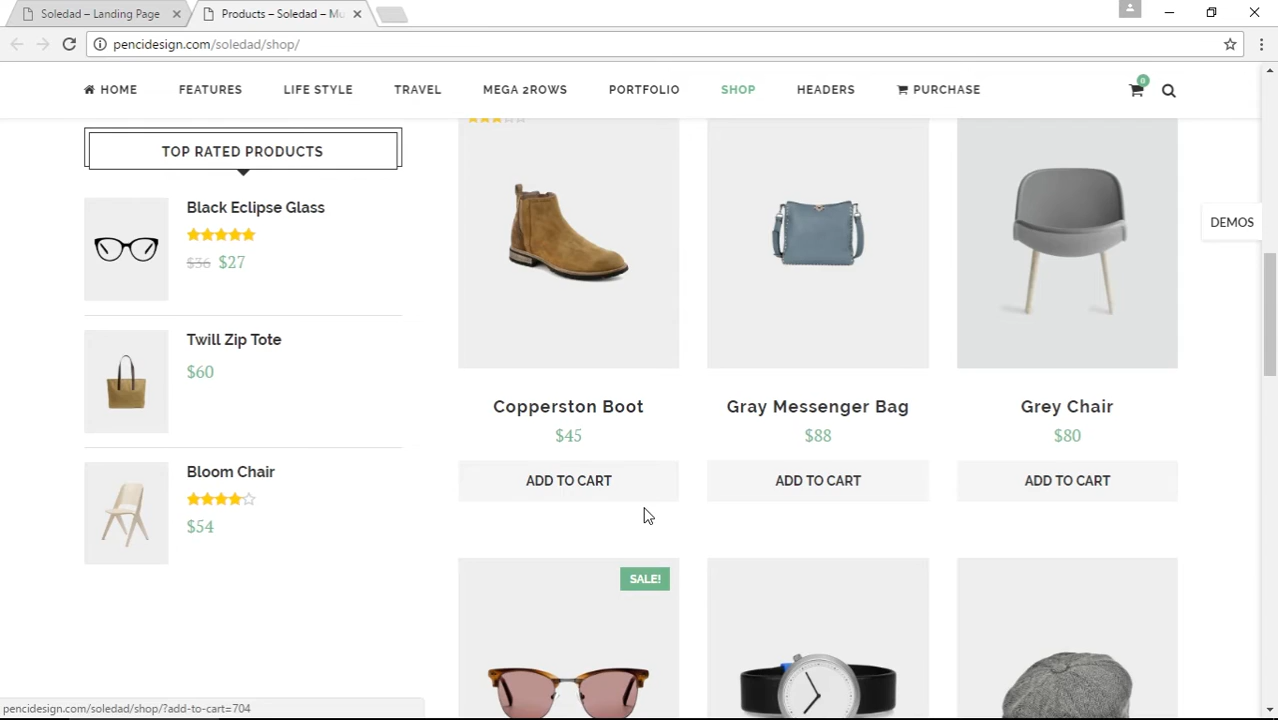 Soledad – Landing Page
Products – Soledad – Mu
pencidesign.com/soledad/shop/
HOME
FEATURES
LIFE STYLE
TRAVEL
MEGA 2ROWS
PORTFOLIO
SHOP
HEADERS
PURCHASE
0
TOP RATED PRODUCTS
Black Eclipse Glass
$36 $27
Twill Zip Tote
$60
Bloom Chair
$54
DEMOS
Copperston Boot
$45
ADD TO CART
Gray Messenger Bag
$88
ADD TO CART
Grey Chair
$80
ADD TO CART
SALE!
pencidesign.com/soledad/shop/?add-to-cart=704